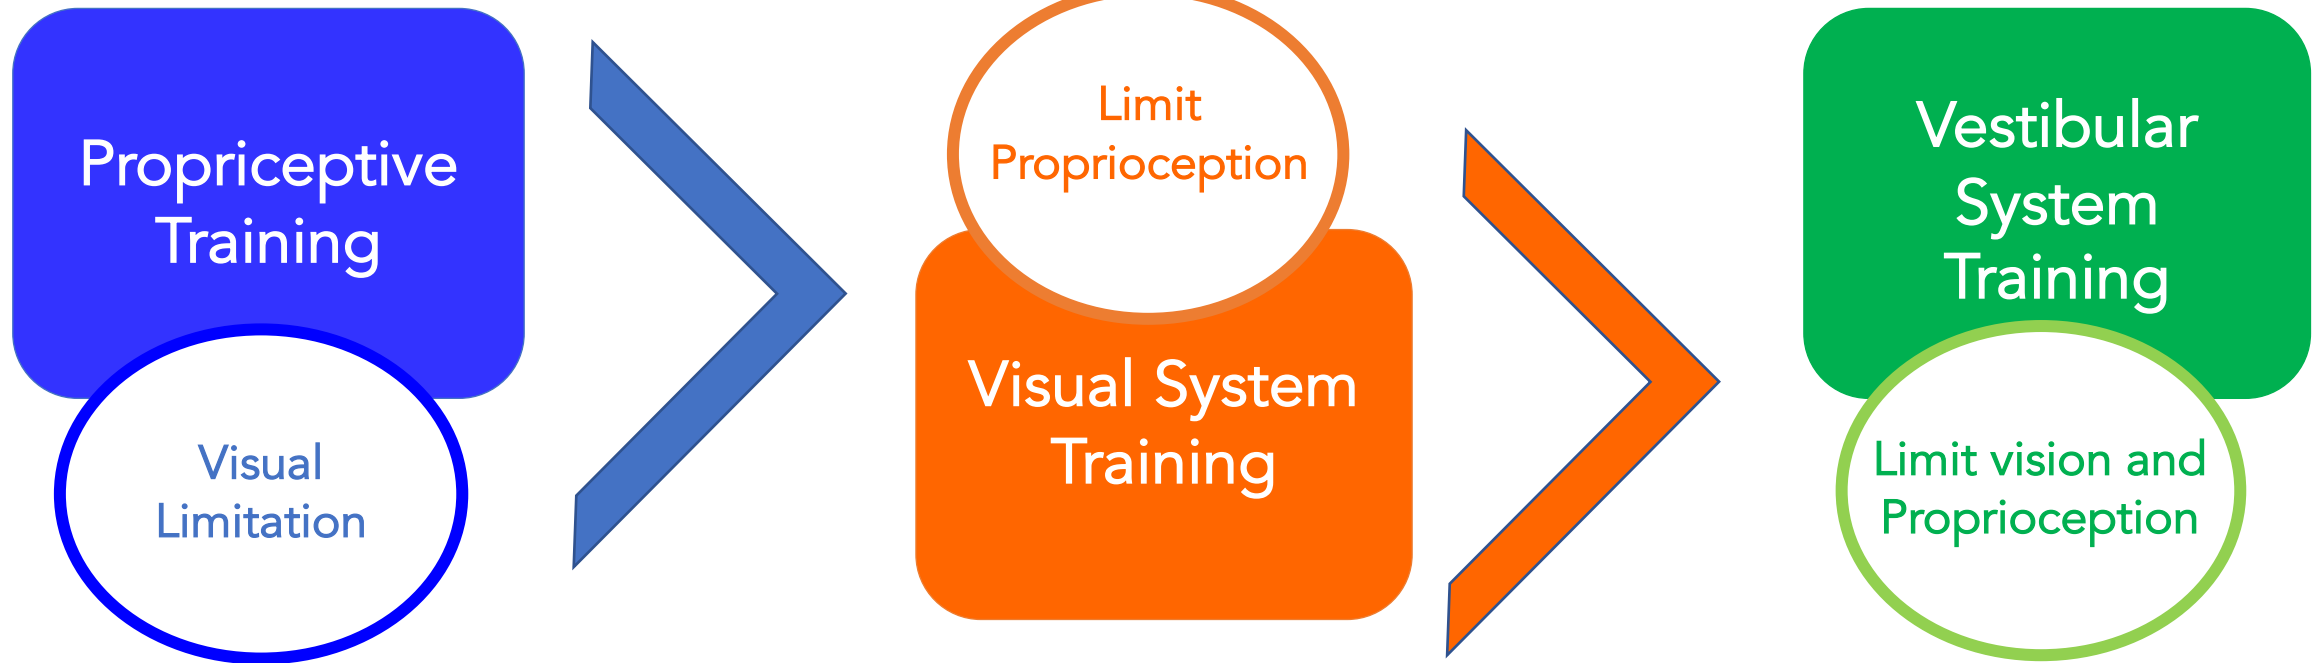 Propriceptive
Training
Visual
Limitation
Limit
Proprioception
Visual System
Training
Vestibular
System
Training
Limit vision and
Proprioception